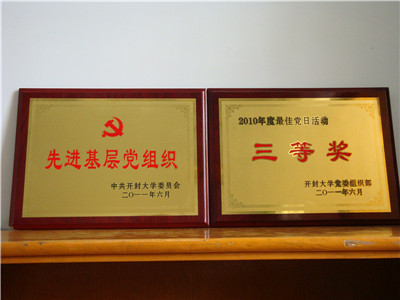 先进基层党组织
中共开封大学委员会
二〇一一年六月
2010年度最佳党日活动
三等奖
开封大学党委组织部
二〇一一年六月